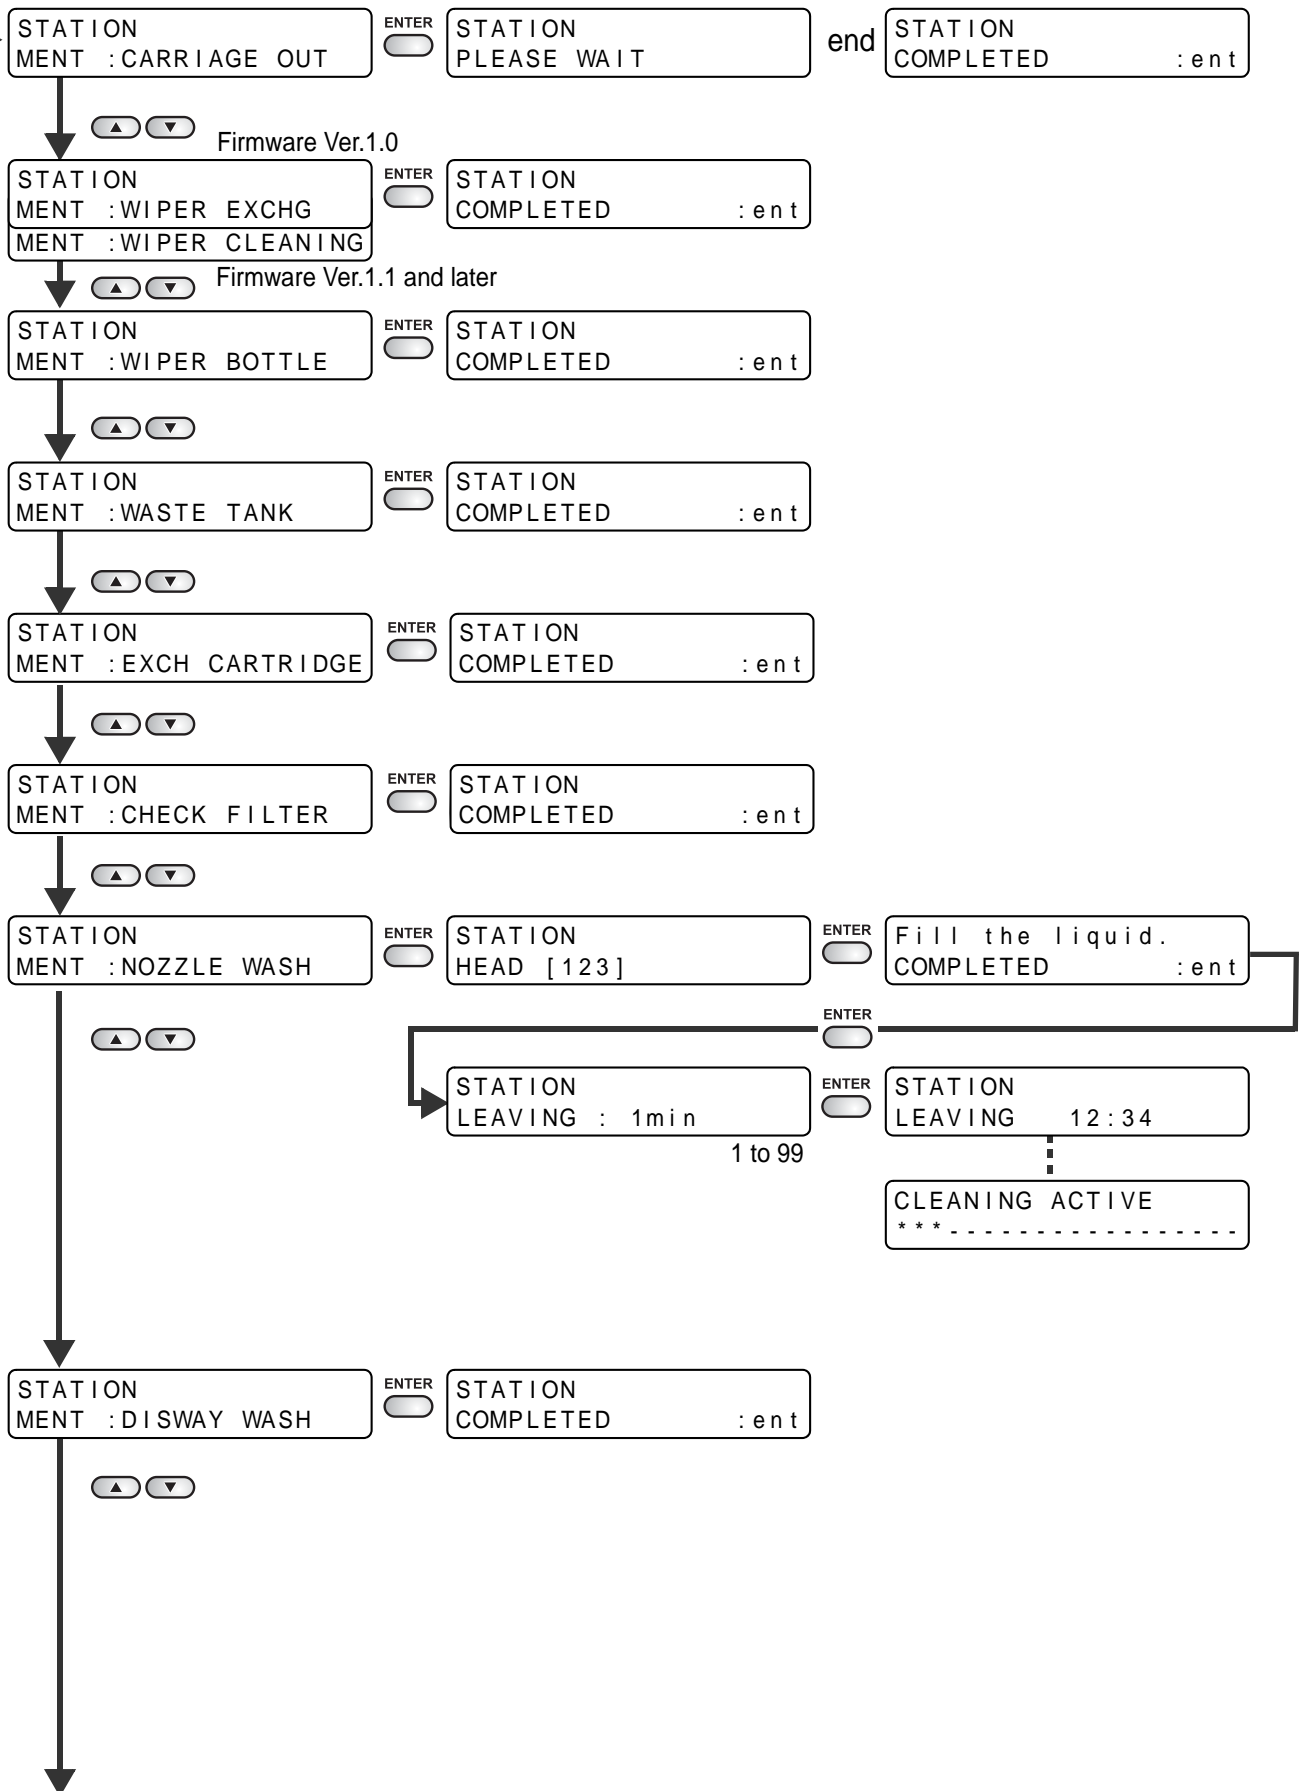 STATION
MENT :CARRIAGE OUT
ENTER
STATION
PLEASE WAIT
end
STATION
COMPLETED :ent
Firmware Ver.1.0
STATION
MENT :WIPER EXCHG
MENT :WIPER CLEANING
ENTER
STATION
COMPLETED :ent
Firmware Ver.1.1 and later
STATION
MENT :WIPER BOTTLE
ENTER
STATION
COMPLETED :ent
STATION
MENT :WASTE TANK
ENTER
STATION
COMPLETED :ent
STATION
MENT :EXCH CARTRIDGE
ENTER
STATION
COMPLETED :ent
STATION
MENT :CHECK FILTER
ENTER
STATION
COMPLETED :ent
STATION
MENT :NOZZLE WASH
ENTER
STATION
HEAD [123]
ENTER
Fill the liquid.
COMPLETED :ent
ENTER
STATION
LEAVING : 1min
1 to 99
ENTER
STATION
LEAVING 12:34
CLEANING ACTIVE
***-----------------
STATION
MENT :DISWAY WASH
ENTER
STATION
COMPLETED :ent